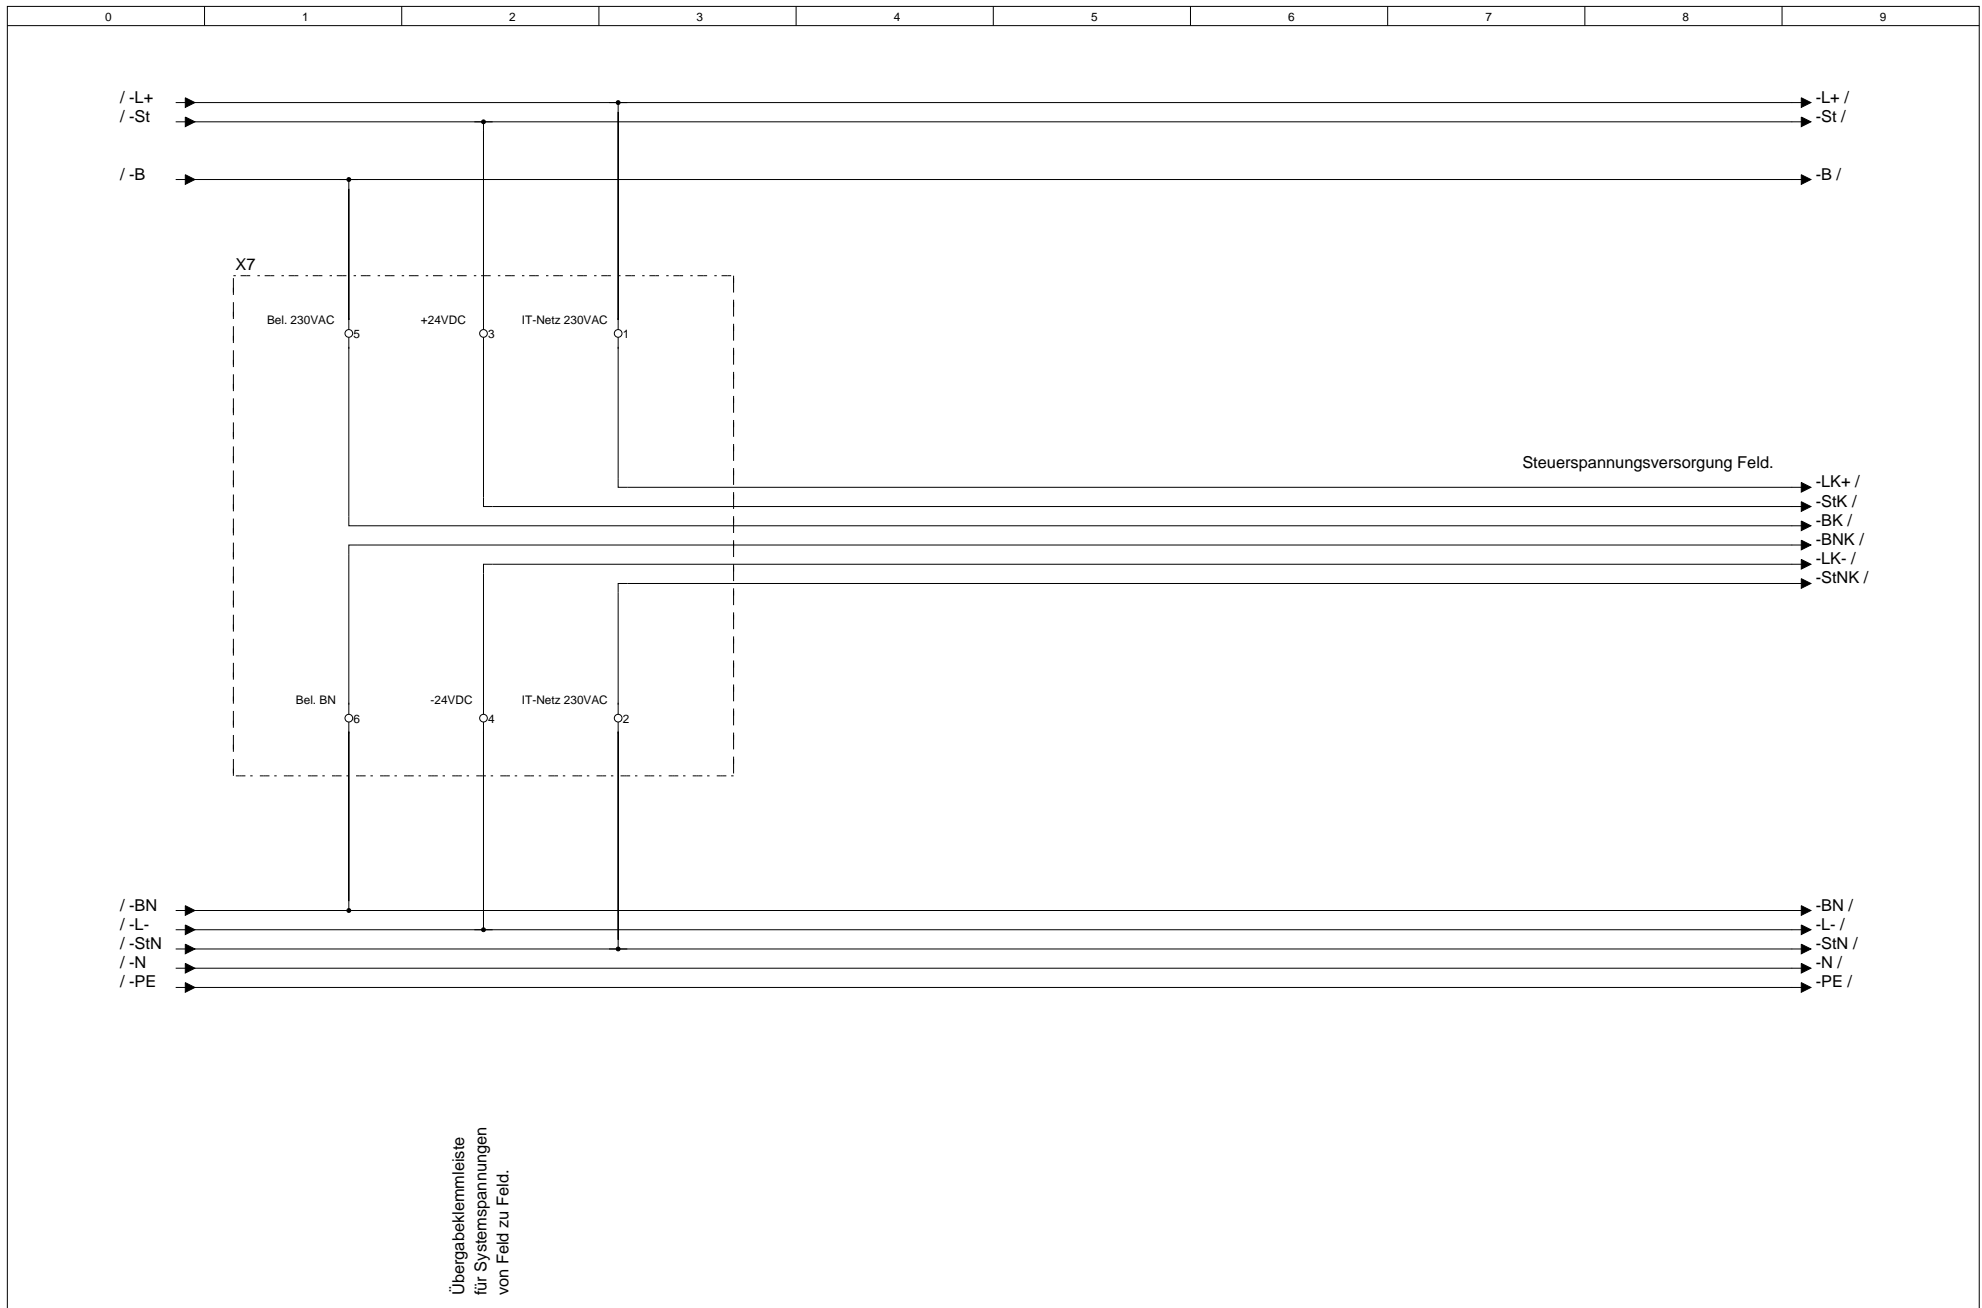 0 1 2 3 4 5 6 7 8 9
/ -L+ -L+ /
/ -St -St /
/ -B -B /
X7
Bel. 230VAC +24VDC IT-Netz 230VAC
5 3 1
Steuerspannungsversorgung Feld.
-LK+ /
-StK /
-BK /
-BNK /
-LK- /
-StNK /
Bel. BN -24VDC IT-Netz 230VAC
6 4 2
/ -BN -BN /
/ -L- -L- /
/ -StN -StN /
/ -N -N /
/ -PE -PE /
Übergabeklemmleiste
für Systemspannungen
von Feld zu Feld.